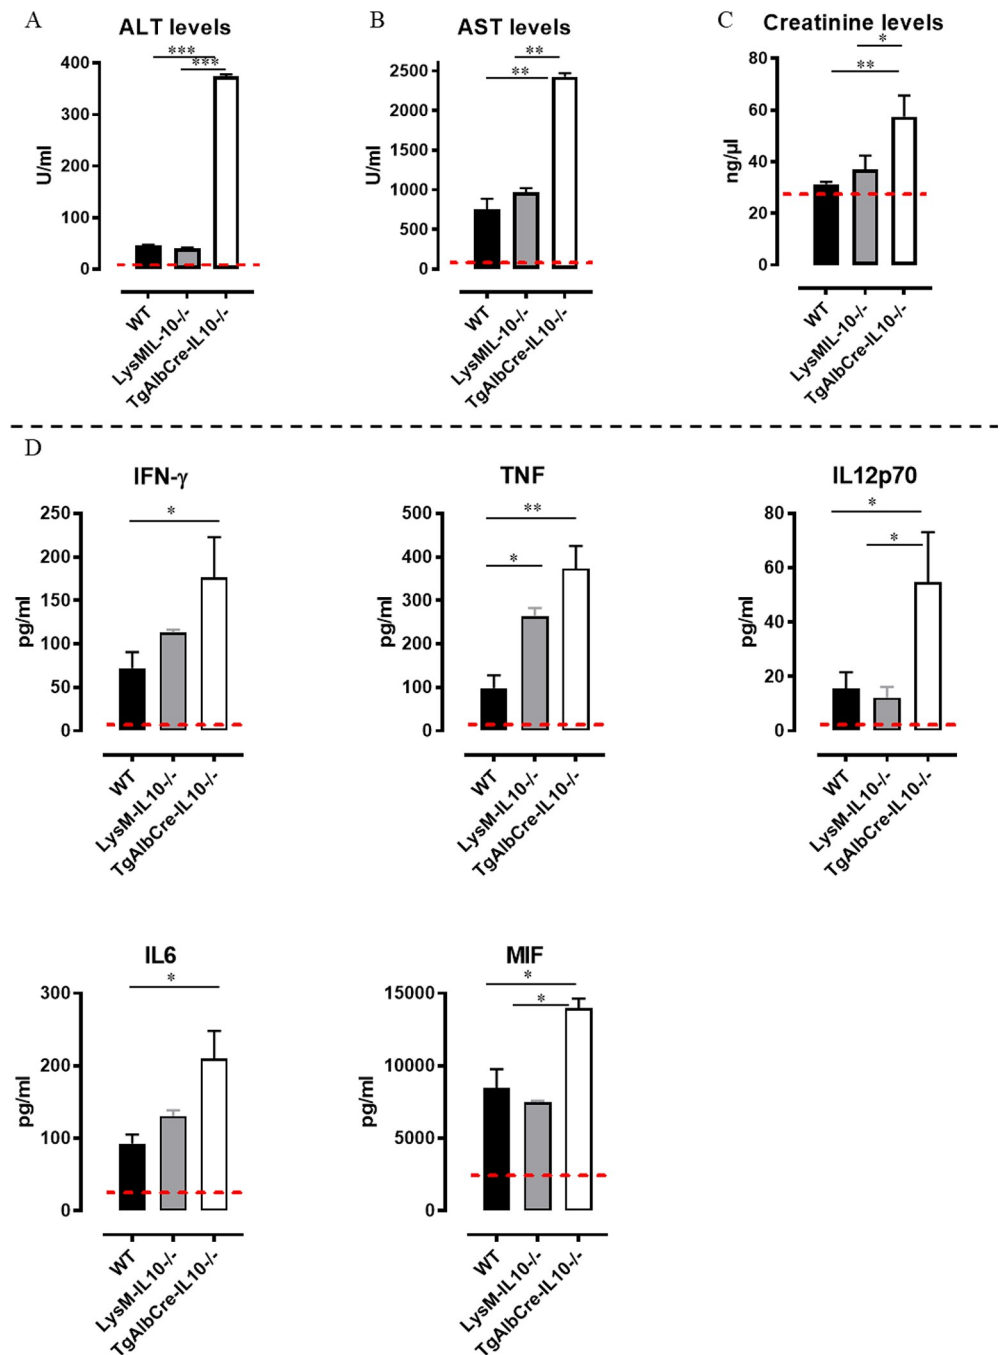 A
ALT levels
***
***
400
300
200
100
0
U/ml
WT
LysMIL-10-/-
TgAlbCre-IL10-/-
B
AST levels
**
**
2500
2000
1500
1000
500
0
U/ml
WT
LysMIL-10-/-
TgAlbCre-IL10-/-
C
Creatinine levels
*
**
80
60
40
20
0
ng/µl
WT
LysMIL-10-/-
TgAlbCre-IL10-/-
D
IFN-γ
*
250
200
150
100
50
0
pg/ml
WT
LysM-IL10-/-
TgAlbCre-IL10-/-
TNF
**
*
500
400
300
200
100
0
pg/ml
WT
LysM-IL10-/-
TgAlbCre-IL10-/-
IL12p70
*
*
80
60
40
20
0
pg/ml
WT
LysM-IL10-/-
TgAlbCre-IL10-/-
IL6
*
300
200
100
0
pg/ml
WT
LysM-IL10-/-
TgAlbCre-IL10-/-
MIF
*
*
15000
10000
5000
0
pg/ml
WT
LysM-IL10-/-
TgAlbCre-IL10-/-